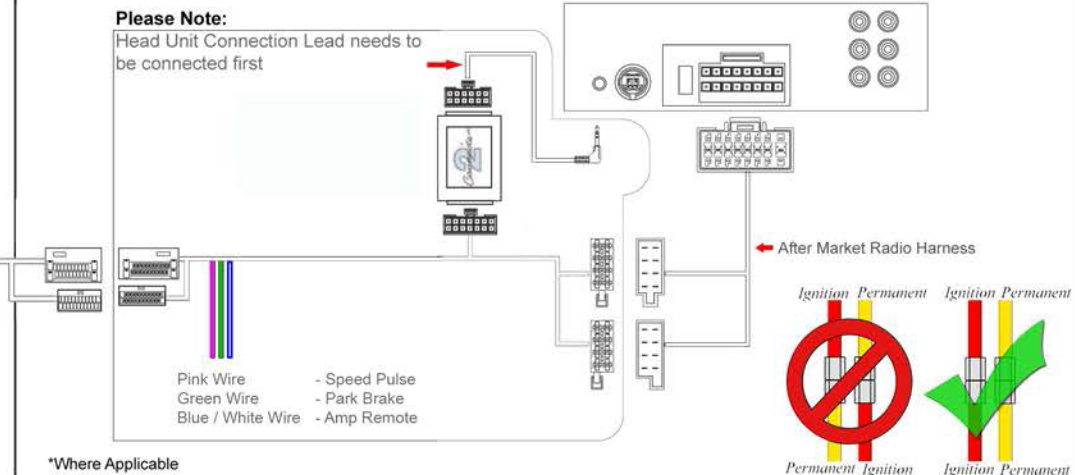 Please Note:
Head Unit Connection Lead needs to
be connected first
2
After Market Radio Harness
Ignition Permanent Ignition Permanent
Pink Wire - Speed Pulse
Green Wire - Park Brake
Blue / White Wire - Amp Remote
*Where Applicable
Permanent Ignition Ignition Permanent